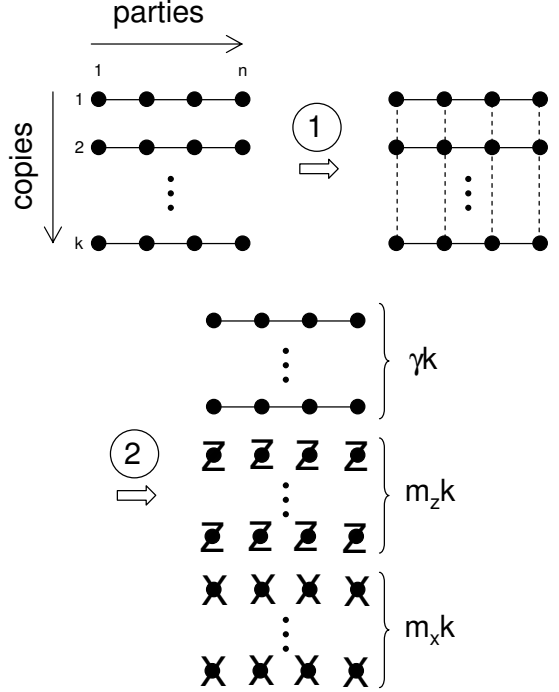 parties
1 n
copies
1
2
k
1
2
γk
Z Z Z Z
Z Z Z Z
m_zk
X X X X
X X X X
m_xk